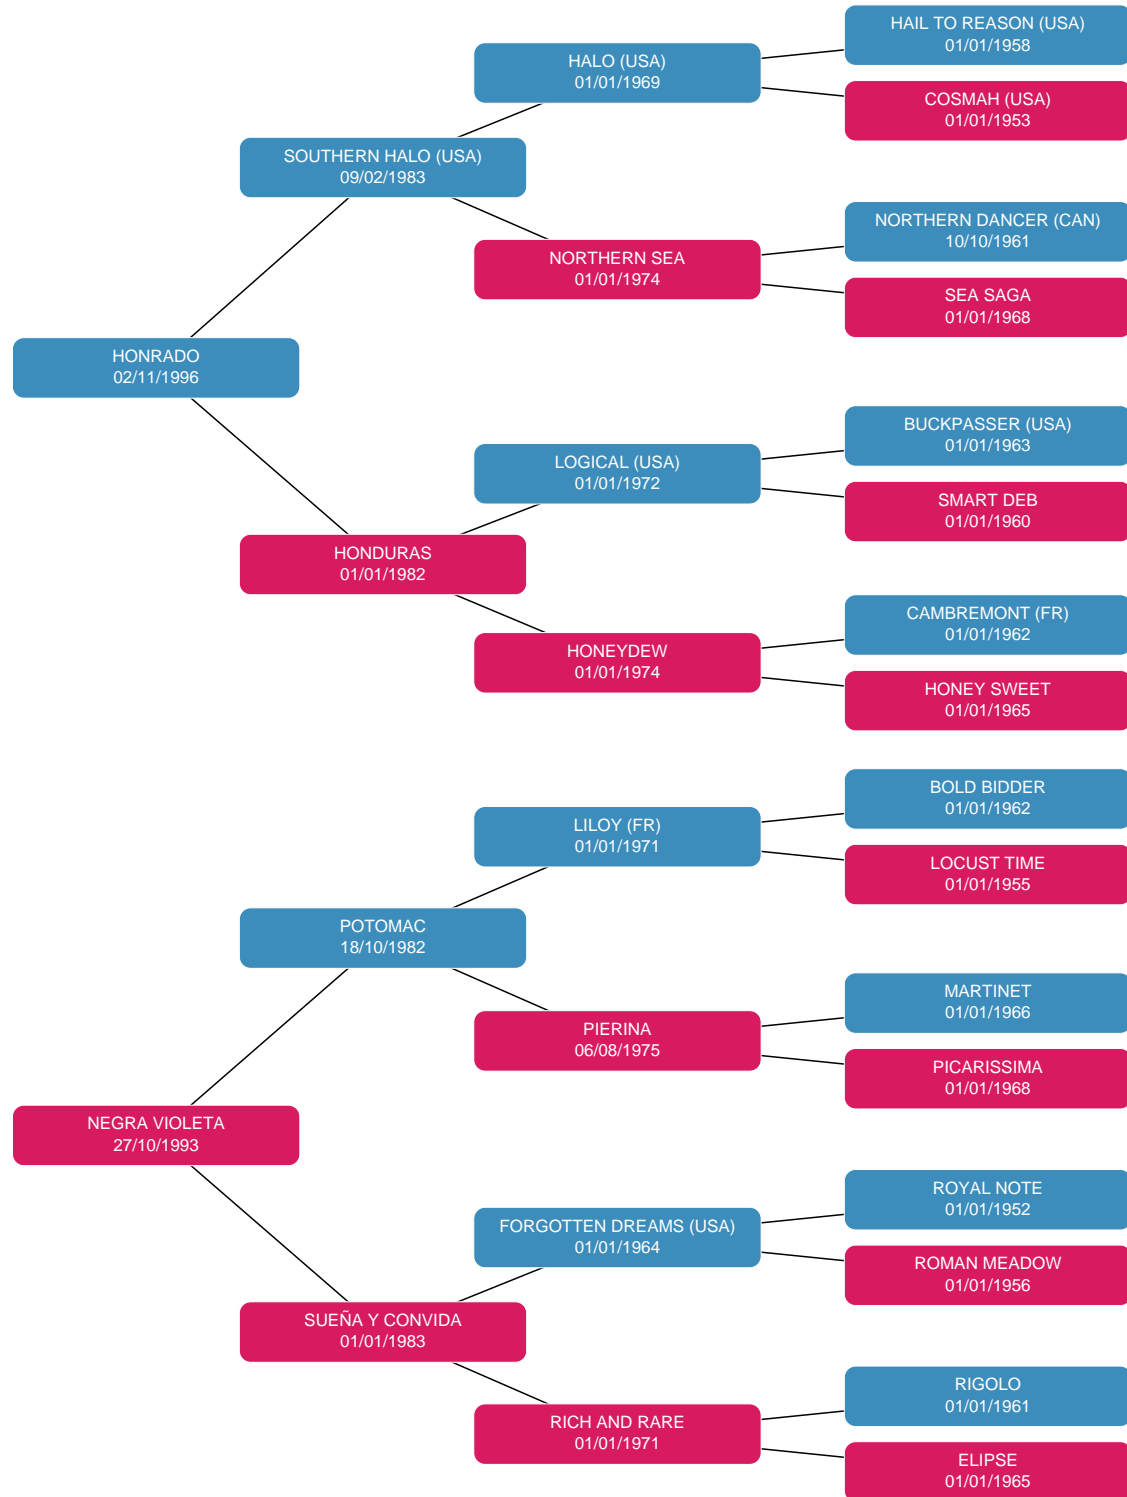 HAIL TO REASON (USA)
01/01/1958
HALO (USA)
01/01/1969
COSMAH (USA)
01/01/1953
SOUTHERN HALO (USA)
09/02/1983
NORTHERN DANCER (CAN)
10/10/1961
NORTHERN SEA
01/01/1974
SEA SAGA
01/01/1968
HONRADO
02/11/1996
BUCKPASSER (USA)
01/01/1963
LOGICAL (USA)
01/01/1972
SMART DEB
01/01/1960
HONDURAS
01/01/1982
CAMBREMONT (FR)
01/01/1962
HONEYDEW
01/01/1974
HONEY SWEET
01/01/1965
BOLD BIDDER
01/01/1962
LILOY (FR)
01/01/1971
LOCUST TIME
01/01/1955
POTOMAC
18/10/1982
MARTINET
01/01/1966
PIERINA
06/08/1975
PICARISSIMA
01/01/1968
NEGRA VIOLETA
27/10/1993
ROYAL NOTE
01/01/1952
FORGOTTEN DREAMS (USA)
01/01/1964
ROMAN MEADOW
01/01/1956
SUEÑA Y CONVIDA
01/01/1983
RIGOLO
01/01/1961
RICH AND RARE
01/01/1971
ELIPSE
01/01/1965